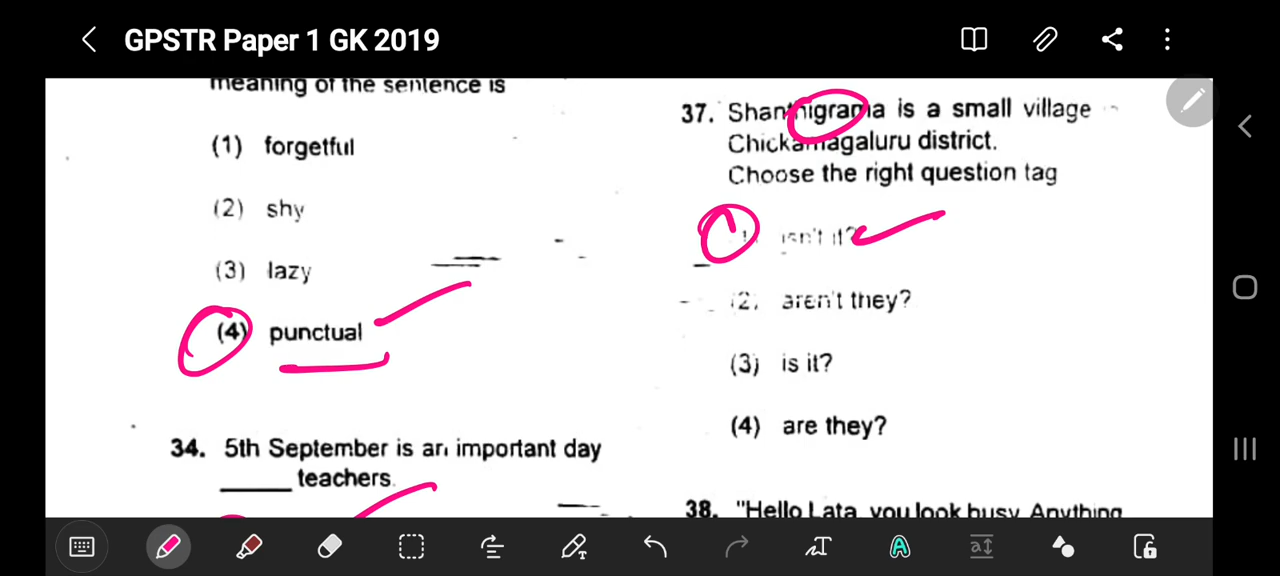 GPSTR Paper 1 GK 2019
meaning of the sentence is
(1) forgetful
(2) shy
(3) lazy
(4) punctual
34. 5th September is an important day
______ teachers.
37. Shanthigrama is a small village
Chickamagaluru district.
Choose the right question tag
isn't it?
(2) aren't they?
(3) is it?
(4) are they?
38. "Hello Lata, you look busy. Anything